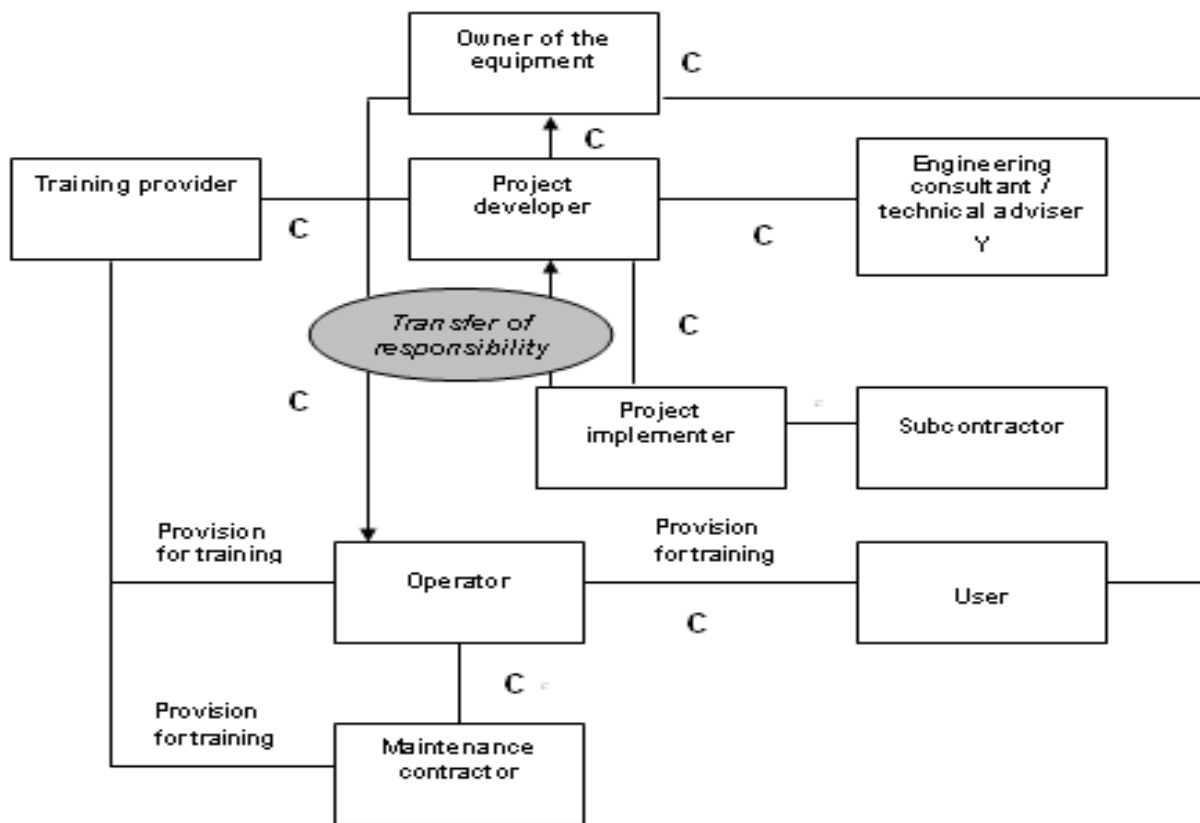 Owner of the
equipment
C
C
Training provider
Project
developer
Engineering
consultant /
technical adviser
Y
C
C
Transfer of
responsibility
C
C
Project
implementer
Subcontractor
Provision
for training
Provision
for training
Operator
User
C
C
Provision
for training
Maintenance
contractor